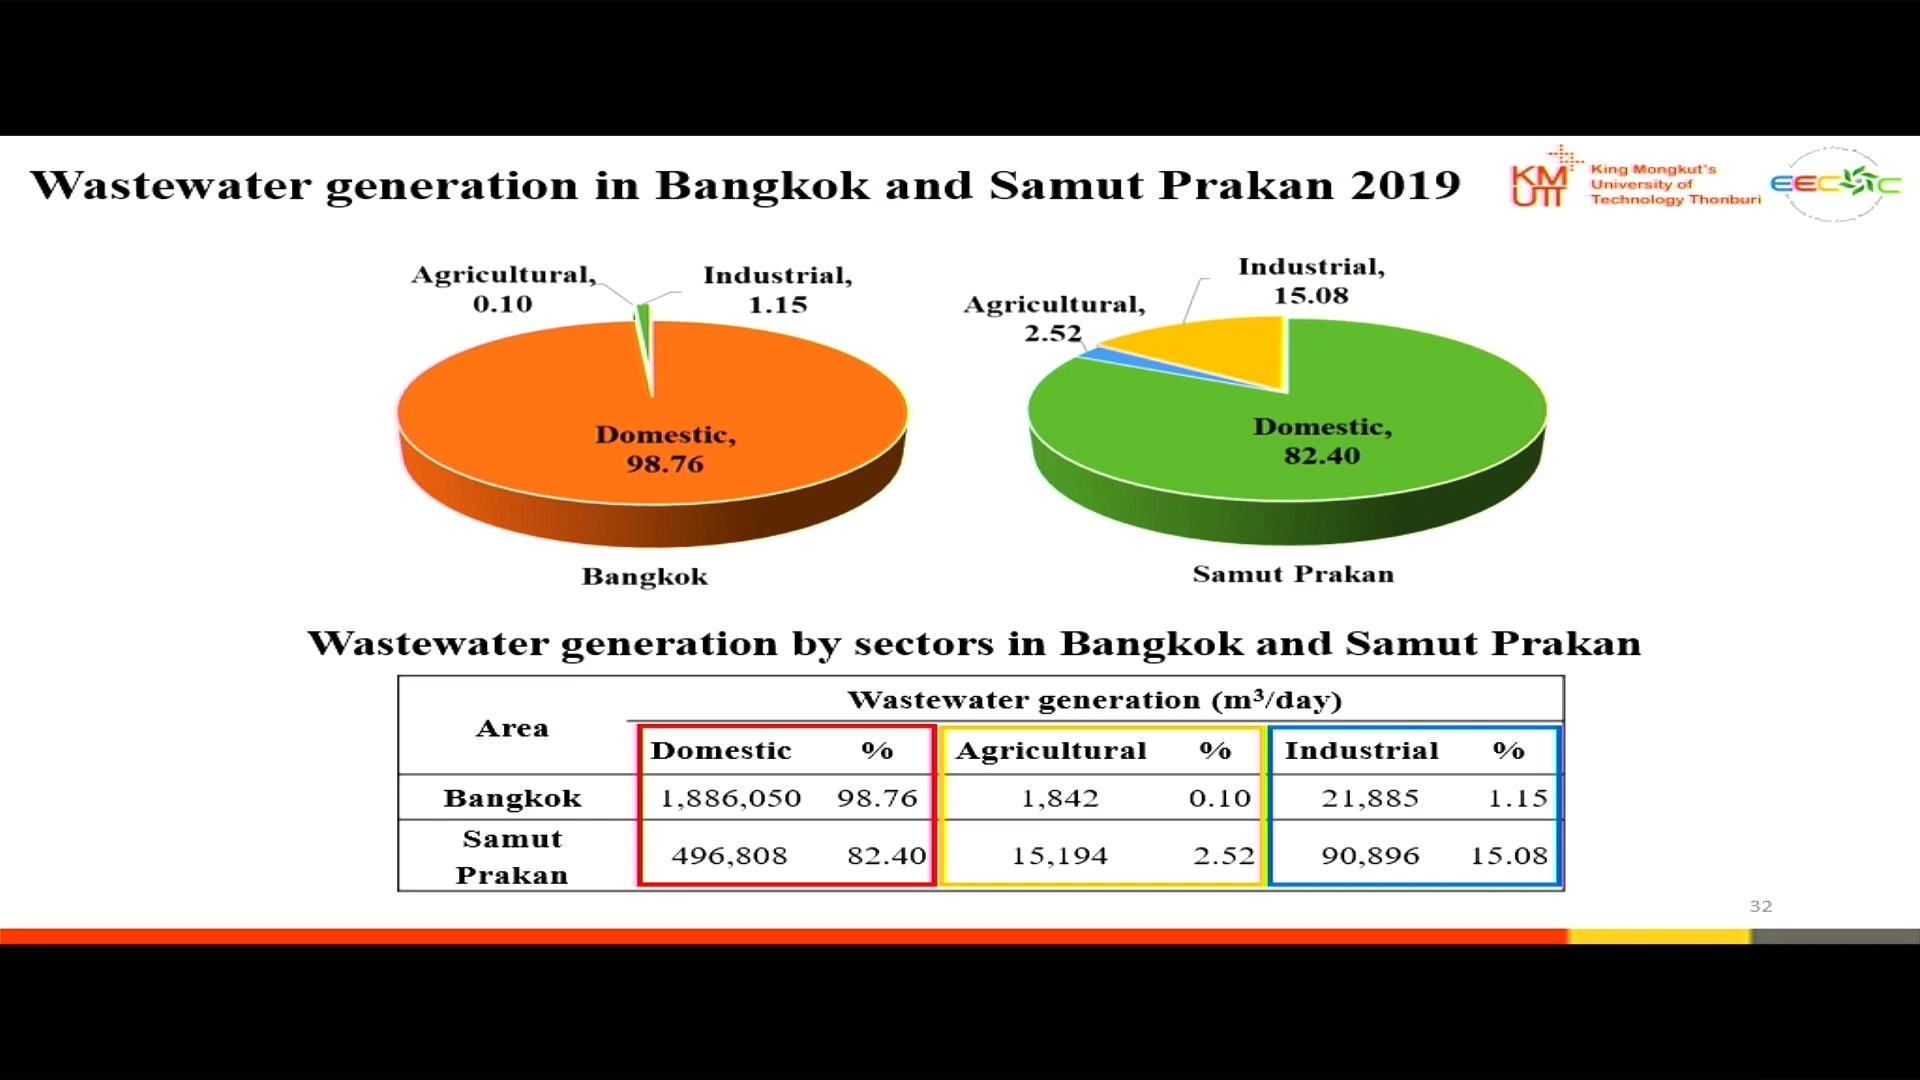 Wastewater generation in Bangkok and Samut Prakan 2019
KMUTT
King Mongkut's
University of
Technology Thonburi
EEC
C
Agricultural,
0.10
Industrial,
1.15
Domestic,
98.76
Bangkok
Agricultural,
2.52
Industrial,
15.08
Domestic,
82.40
Samut Prakan
Wastewater generation by sectors in Bangkok and Samut Prakan
Area
Wastewater generation (m³/day)
Domestic % Agricultural % Industrial %
Bangkok 1,886,050 98.76 1,842 0.10 21,885 1.15
Samut
Prakan
496,808 82.40 15,194 2.52 90,896 15.08
32